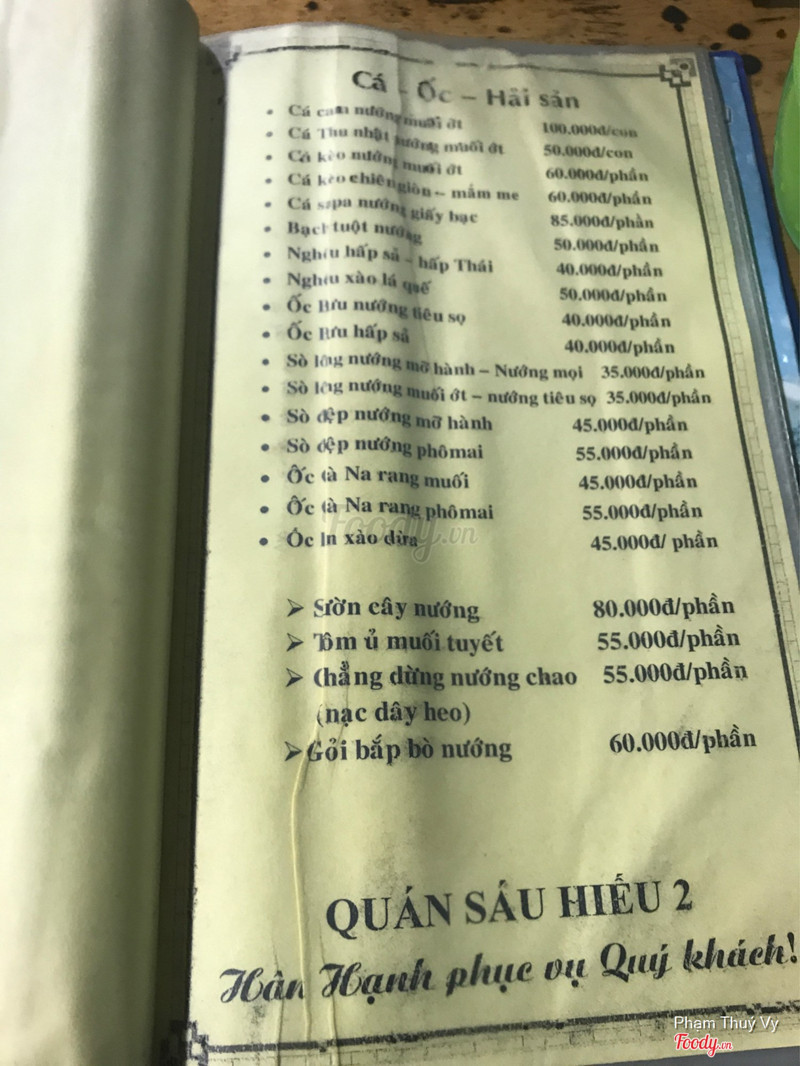 Cá - Ốc - Hải sản
• Cá cam nướng muối ớt 100.000đ/con
• Cá Thu nhật nướng muối ớt 50.000đ/con
• Cá kèo nướng muối ớt 60.000đ/phần
• Cá kèo chiên giòn - mắm me 60.000đ/phần
• Cá sapa nướng giấy bạc 85.000đ/phần
• Bạch tuột nướng 50.000đ/phần
• Nghêu hấp sả - hấp Thái 40.000đ/phần
• Nghêu xào lá quế 50.000đ/phần
• Ốc Bưu nướng tiêu sọ 40.000đ/phần
• Ốc Bưu hấp sả 40.000đ/phần
• Sò lông nướng mỡ hành - Nướng mọi 35.000đ/phần
• Sò lông nướng muối ớt - nướng tiêu sọ 35.000đ/phần
• Sò điệp nướng mỡ hành 45.000đ/phần
• Sò điệp nướng phômai 55.000đ/phần
• Ốc tà Na rang muối 45.000đ/phần
• Ốc tà Na rang phômai 55.000đ/phần
• Ốc len xào dừa 45.000đ/ phần
Foody.vn
➢ Sườn cây nướng 80.000đ/phần
➢ Tôm ủ muối tuyết 55.000đ/phần
➢ Chẳng dừng nướng chao 55.000đ/phần
(nạc dây heo)
➢ Gỏi bắp bò nướng 60.000đ/phần
QUÁN SÁU HIẾU 2
Hân Hạnh phục vụ Quý khách!
Phạm Thuý Vy
Foody.vn